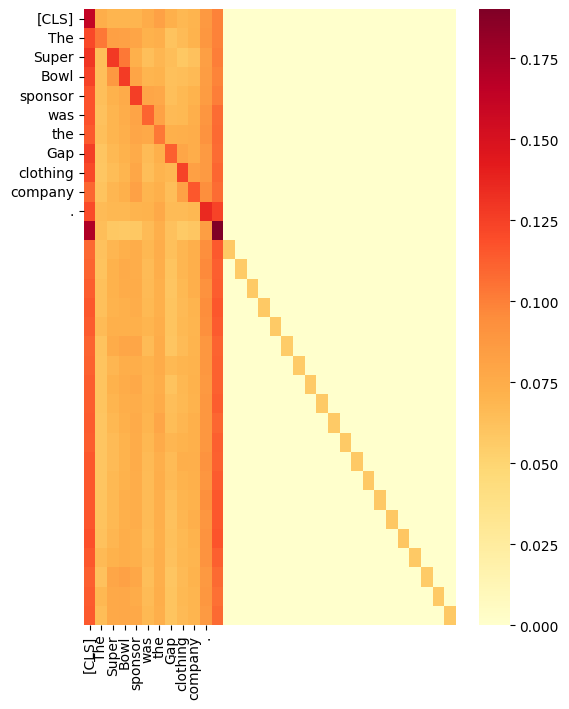 [CLS]
The
Super
Bowl
sponsor
was
the
Gap
clothing
company
.
0.175
0.150
0.125
0.100
0.075
0.050
0.025
0.000
[CLS]
The
Super
Bowl
sponsor
was
the
Gap
clothing
company
.